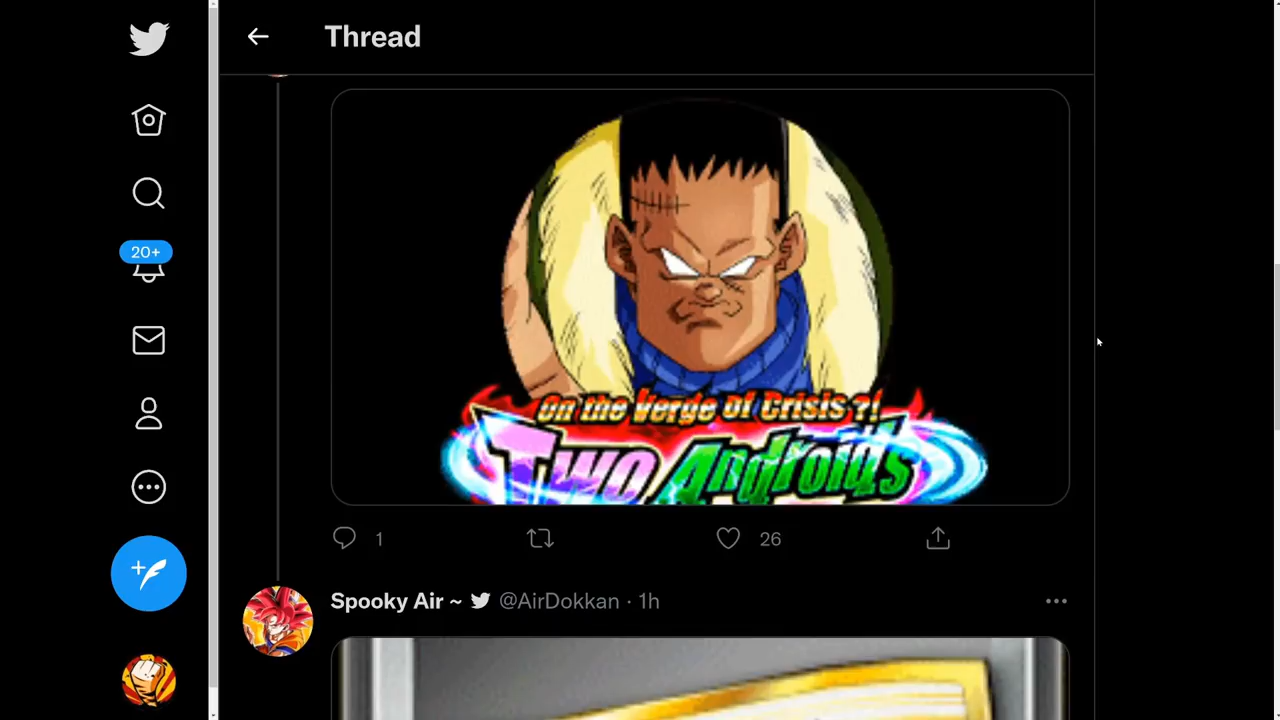 Thread
20+
On the Verge of Crisis ?!
Two Androids
1
26
Spooky Air ~ @AirDokkan · 1h